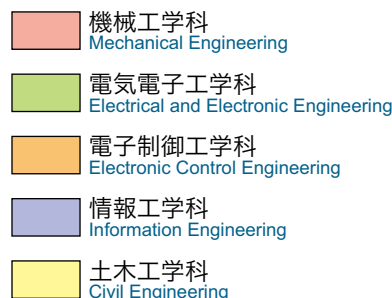 機械工学科
Mechanical Engineering
電気電子工学科
Electrical and Electronic Engineering
電子制御工学科
Electronic Control Engineering
情報工学科
Information Engineering
土木工学科
Civil Engineering